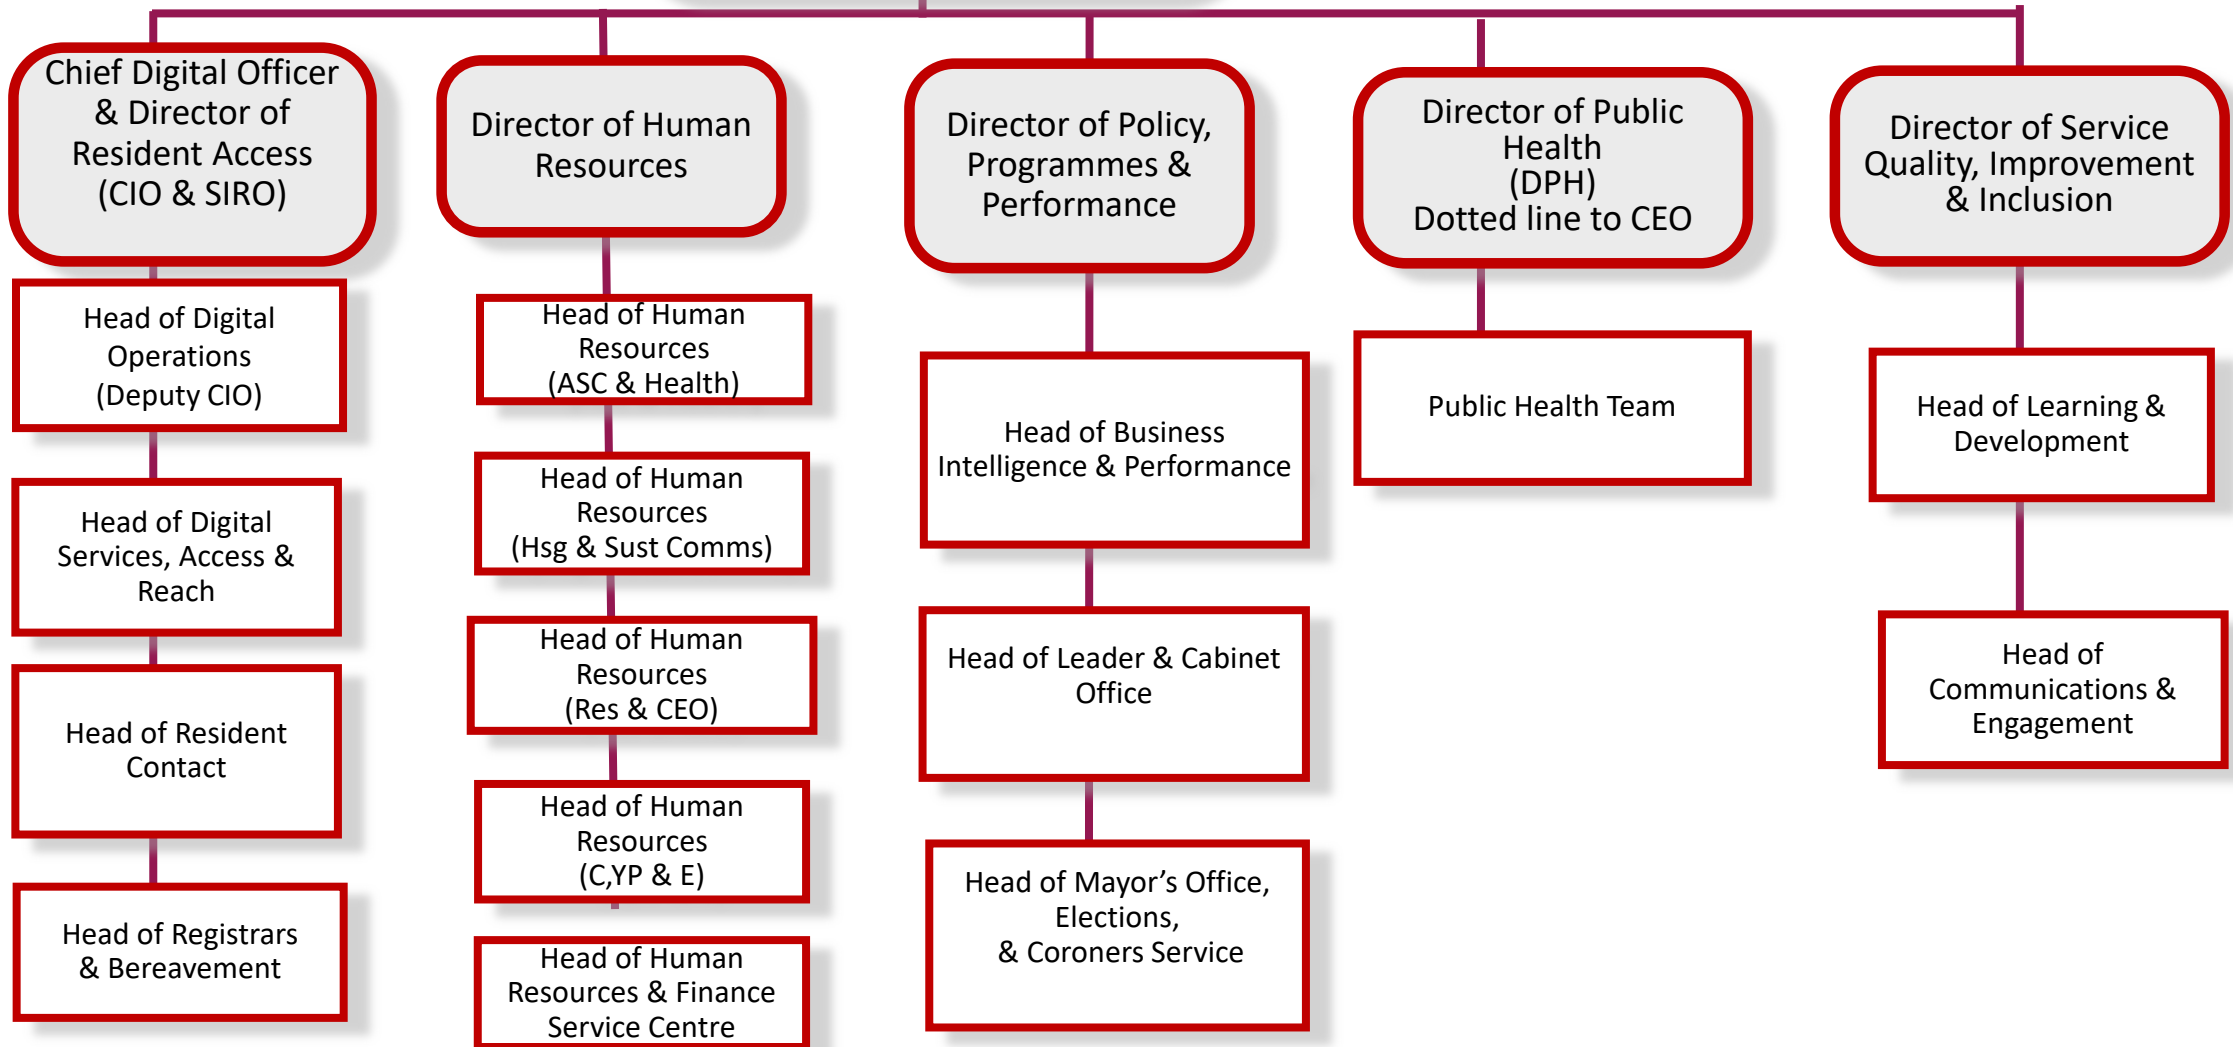 Chief Digital Officer
& Director of
Resident Access
(CIO & SIRO)
Head of Digital
Operations
(Deputy CIO)
Head of Digital
Services, Access &
Reach
Head of Resident
Contact
Head of Registrars
& Bereavement
Director of Human
Resources
Head of Human
Resources
(ASC & Health)
Head of Human
Resources
(Hsg & Sust Comms)
Head of Human
Resources
(Res & CEO)
Head of Human
Resources
(C,YP & E)
Head of Human
Resources & Finance
Service Centre
Director of Policy,
Programmes &
Performance
Head of Business
Intelligence & Performance
Head of Leader & Cabinet
Office
Head of Mayor’s Office,
Elections,
& Coroners Service
Director of Public
Health
(DPH)
Dotted line to CEO
Public Health Team
Director of Service
Quality, Improvement
& Inclusion
Head of Learning &
Development
Head of
Communications &
Engagement